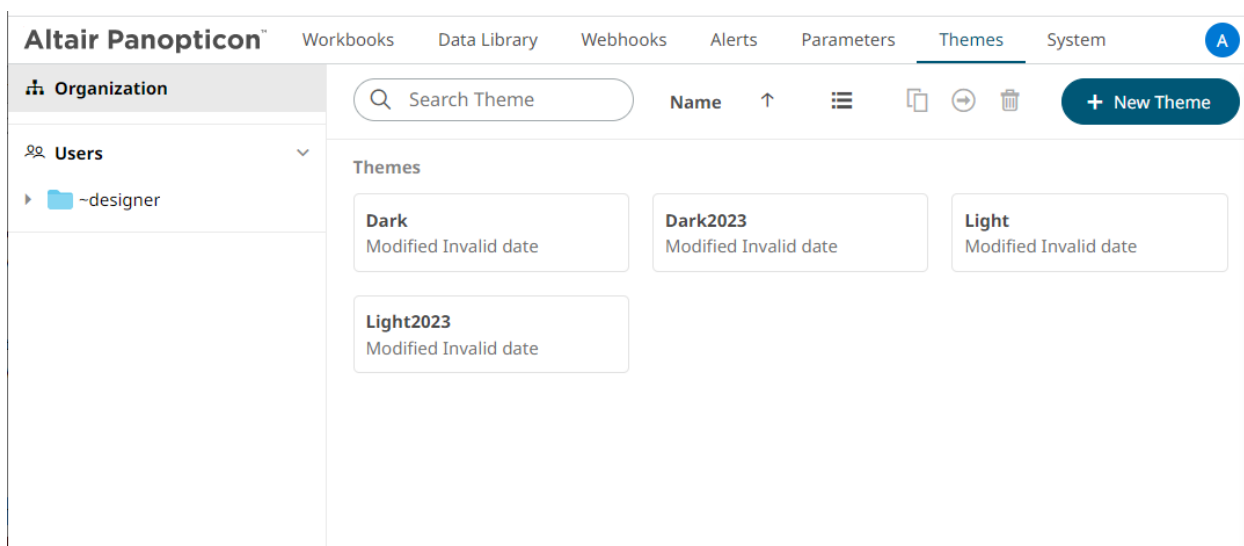 Altair Panopticon™ Workbooks Data Library Webhooks Alerts Parameters Themes System A
Organization
Search Theme Name + New Theme
Users
~designer
Themes
Dark
Modified Invalid date
Dark2023
Modified Invalid date
Light
Modified Invalid date
Light2023
Modified Invalid date